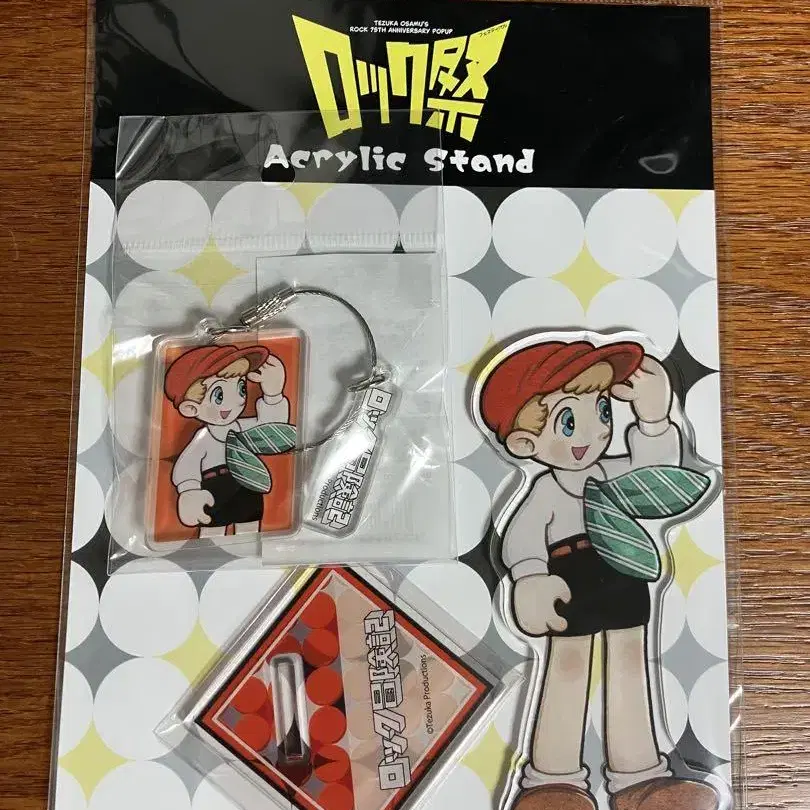 TEZUKA OSAMU'S
ROCK 75TH ANNIVERSARY POPUP
ロック祭
Acrylic Stand
ロック冒険記
Productions
ロック冒険記
©Tezuka Productions